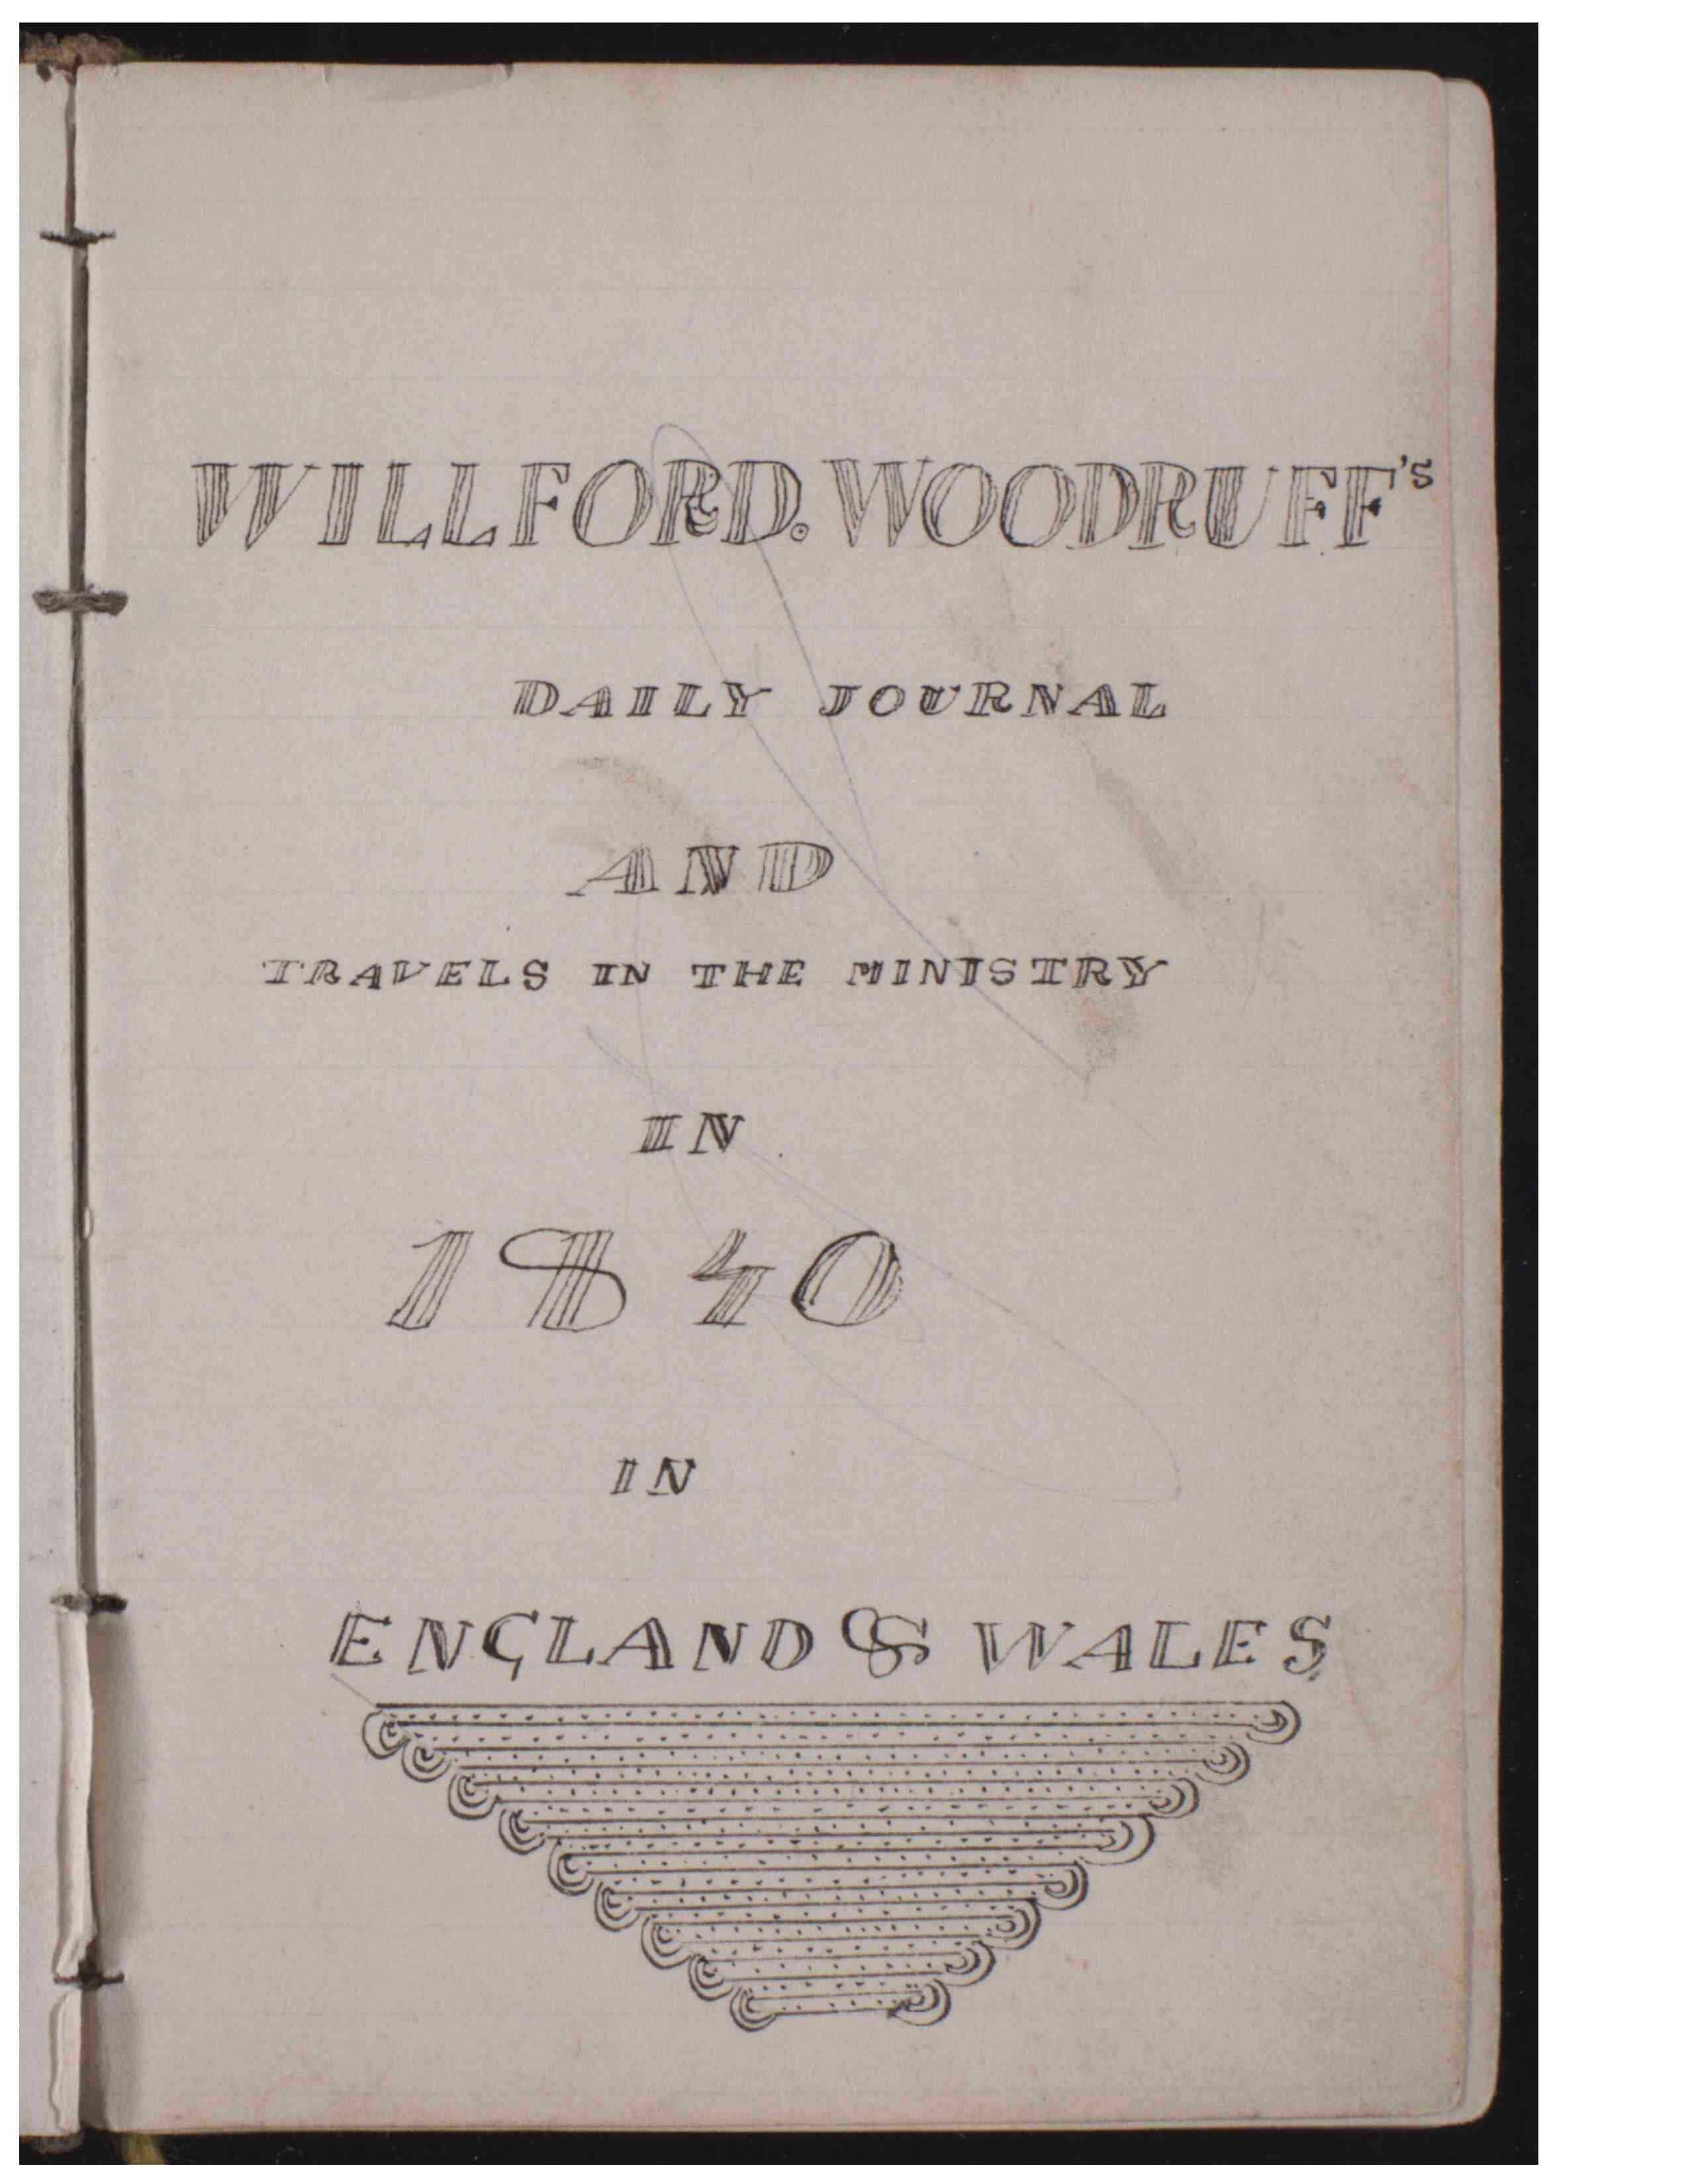 WILLFORD. WOODRUFF'S
DAILY JOURNAL
AND
TRAVELS IN THE MINISTRY
IN
1840
IN
ENGLAND & WALES